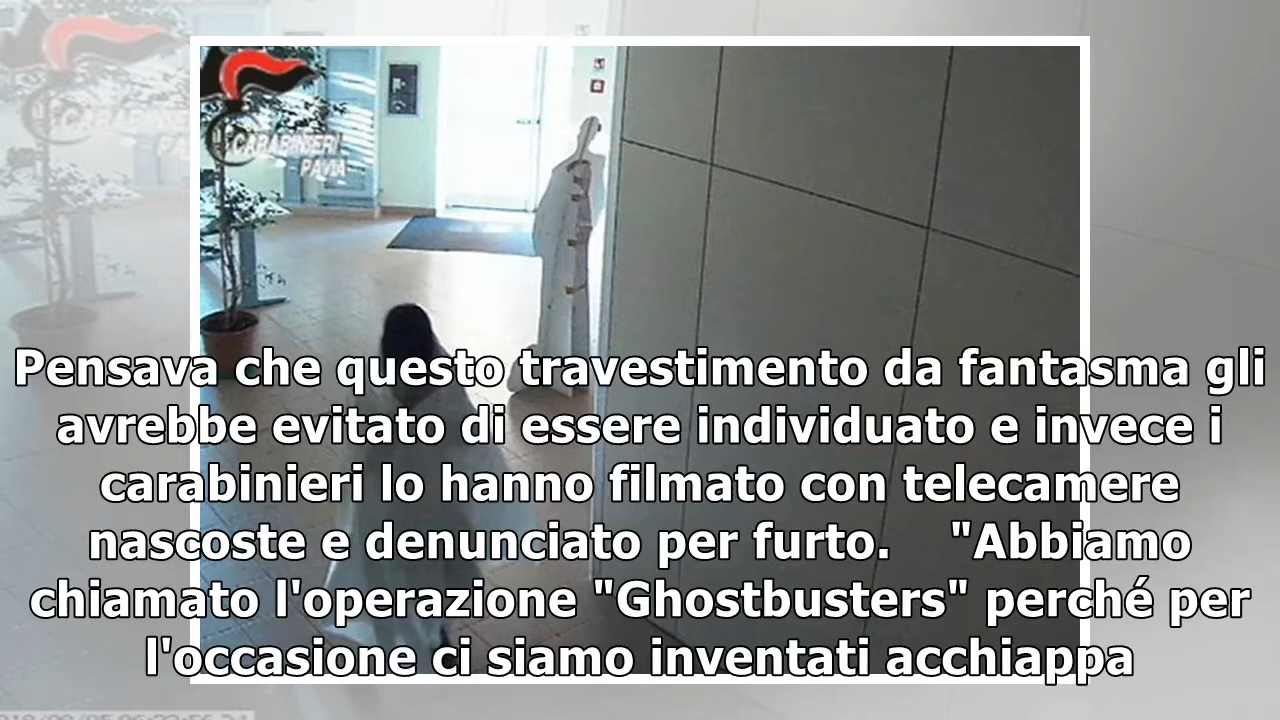 CARABINIERI
PAVIA
Pensava che questo travestimento da fantasma gli
avrebbe evitato di essere individuato e invece i
carabinieri lo hanno filmato con telecamere
nascoste e denunciato per furto. "Abbiamo
chiamato l'operazione "Ghostbusters" perché per
l'occasione ci siamo inventati acchiappa